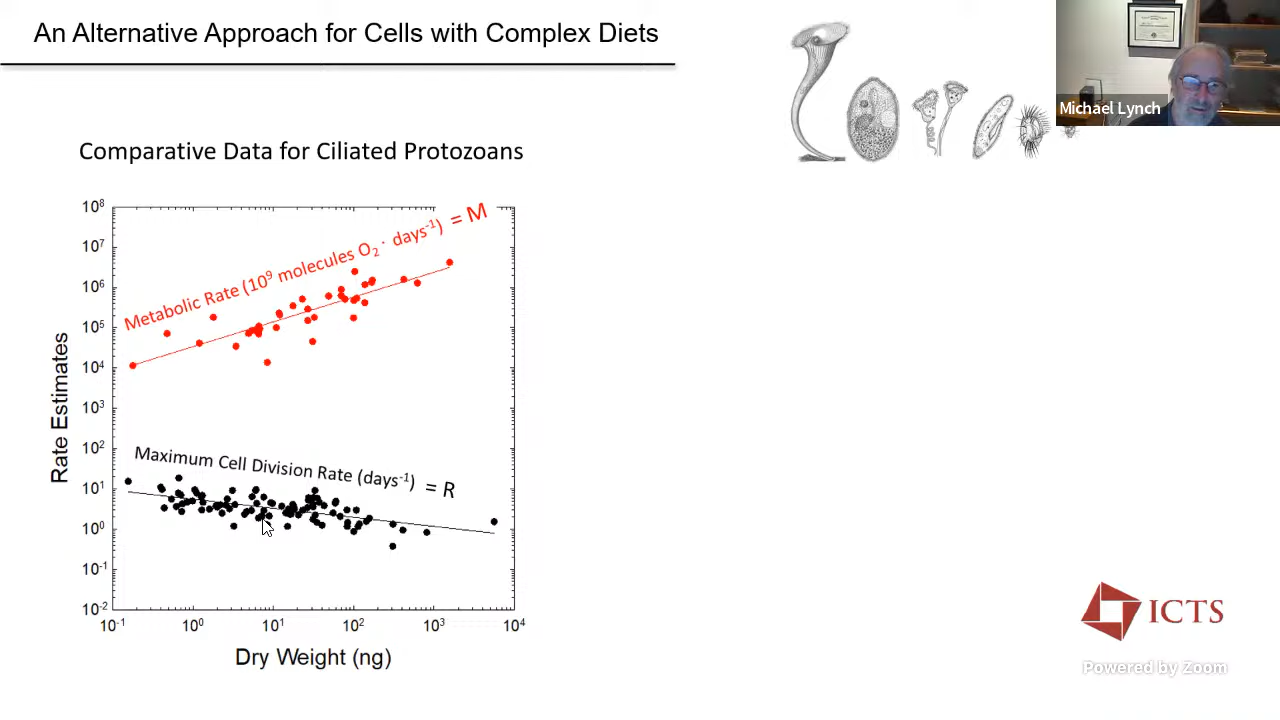 An Alternative Approach for Cells with Complex Diets
Michael Lynch
Comparative Data for Ciliated Protozoans
Metabolic Rate (10⁹ molecules O₂ · days⁻¹) = M
Maximum Cell Division Rate (days⁻¹) = R
Rate Estimates
10⁸
10⁷
10⁶
10⁵
10⁴
10³
10²
10¹
10⁰
10⁻¹
10⁻²
10⁻¹ 10⁰ 10¹ 10² 10³ 10⁴
Dry Weight (ng)
ICTS
Powered by Zoom